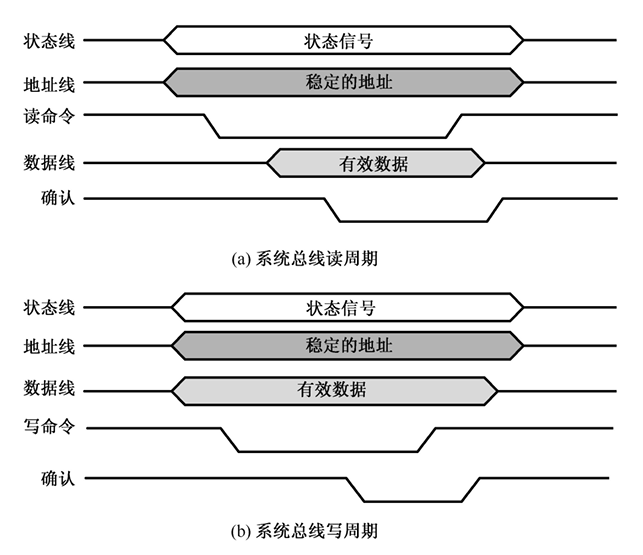 状态线 状态信号
地址线 稳定的地址
读命令
数据线 有效数据
确认
(a) 系统总线读周期
状态线 状态信号
地址线 稳定的地址
数据线 有效数据
写命令
确认
(b) 系统总线写周期